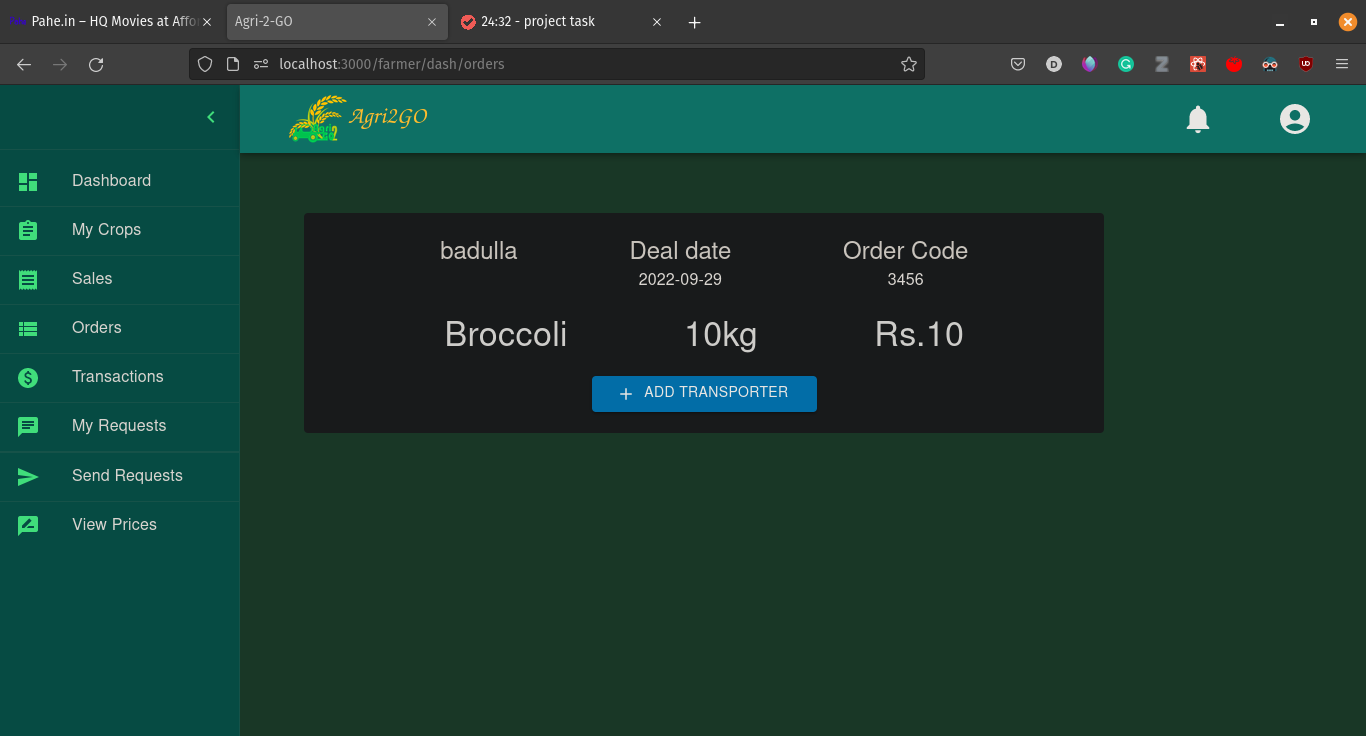 Pahe.in – HQ Movies at Affo
Agri-2-GO
24:32 - project task
localhost:3000/farmer/dash/orders
Agri2GO
Dashboard
My Crops
Sales
Orders
Transactions
My Requests
Send Requests
View Prices
badulla Deal date Order Code
2022-09-29 3456
Broccoli 10kg Rs.10
+ ADD TRANSPORTER